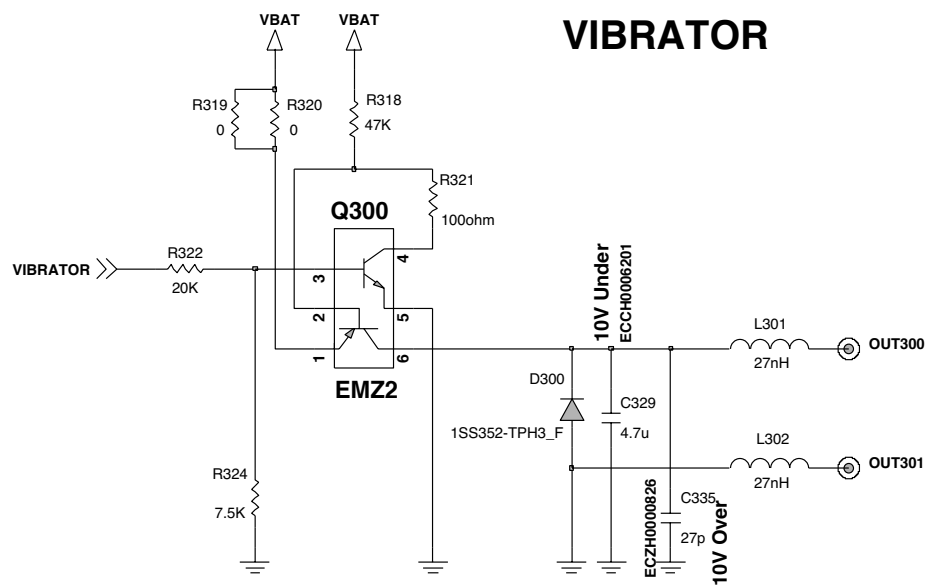 VIBRATOR
VBAT
VBAT
R319
0
R320
0
R318
47K
R321
100ohm
Q300
VIBRATOR
R322
20K
3
4
2
5
1
6
EMZ2
10V Under
ECCH0006201
L301
27nH
OUT300
D300
1SS352-TPH3_F
C329
4.7u
L302
27nH
OUT301
R324
7.5K
ECZH0000826
C335
27p
10V Over